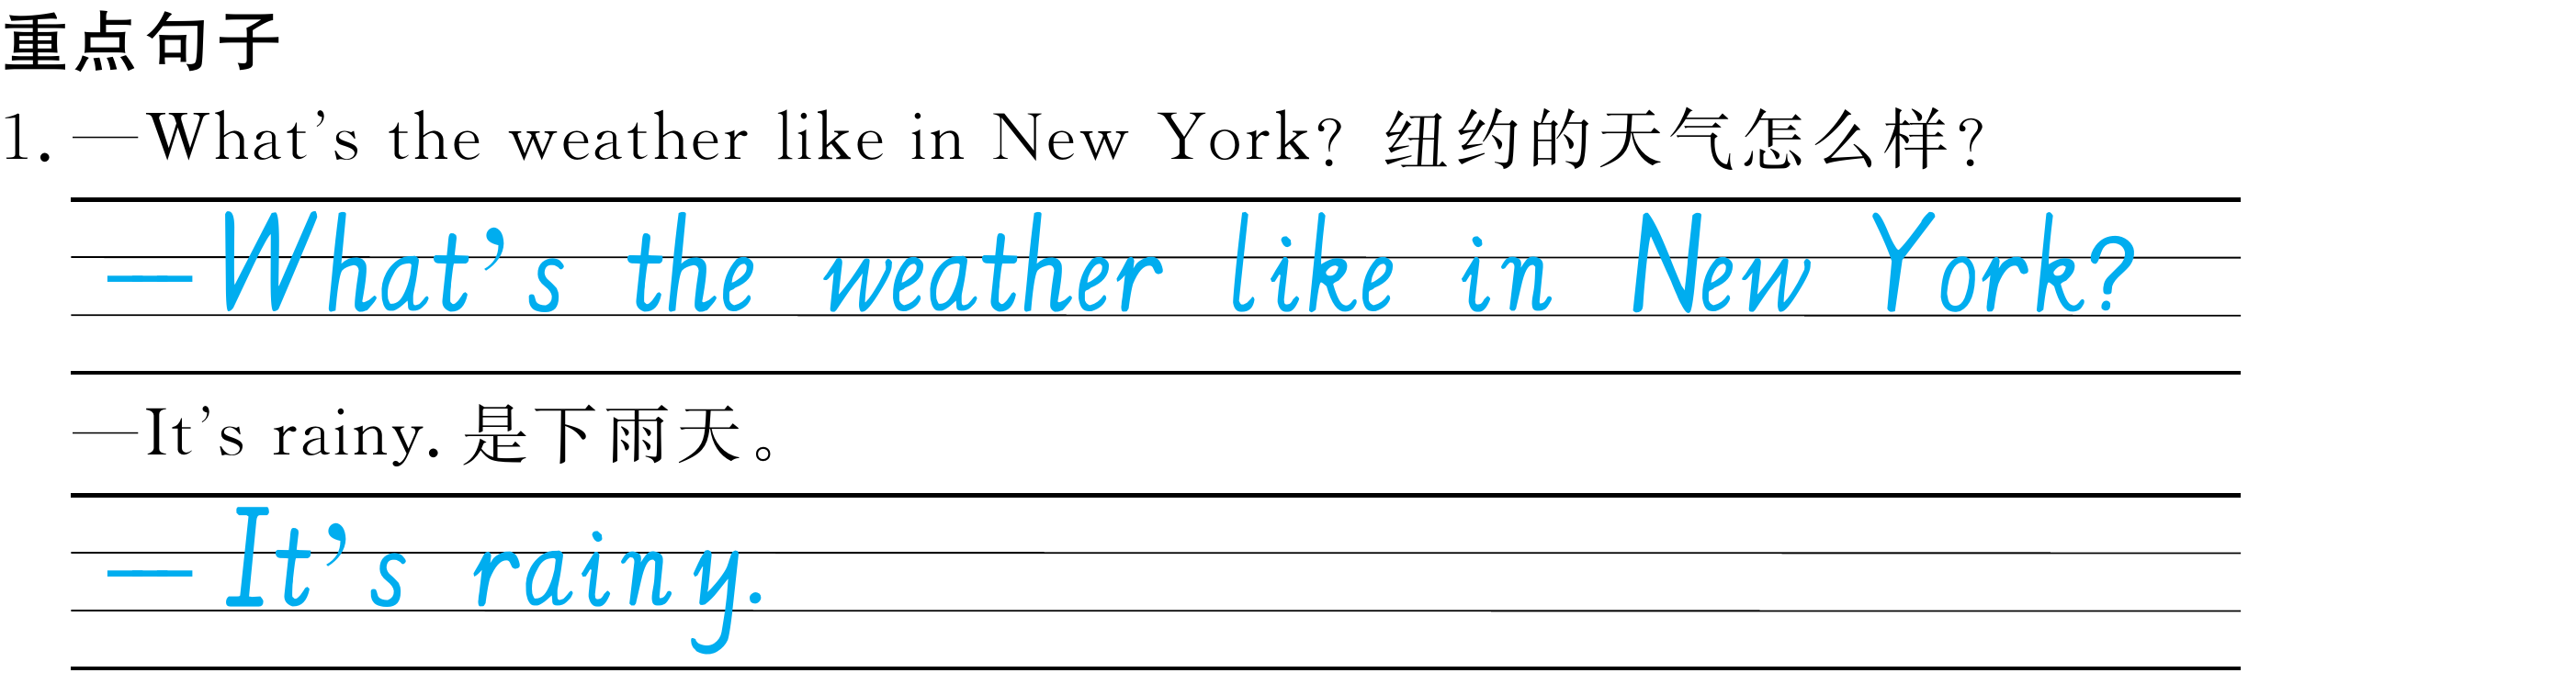 重点句子
1. —What's the weather like in New York? 纽约的天气怎么样?
—What's the weather like in New York?
—It's rainy. 是下雨天。
—It's rainy.